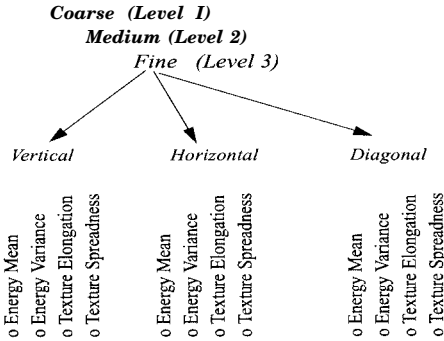 Coarse (Level I)
Medium (Level 2)
Fine (Level 3)
Vertical
Horizontal
Diagonal
o Energy Mean
o Energy Variance
o Texture Elongation
o Texture Spreadness
o Energy Mean
o Energy Variance
o Texture Elongation
o Texture Spreadness
o Energy Mean
o Energy Variance
o Texture Elongation
o Texture Spreadness